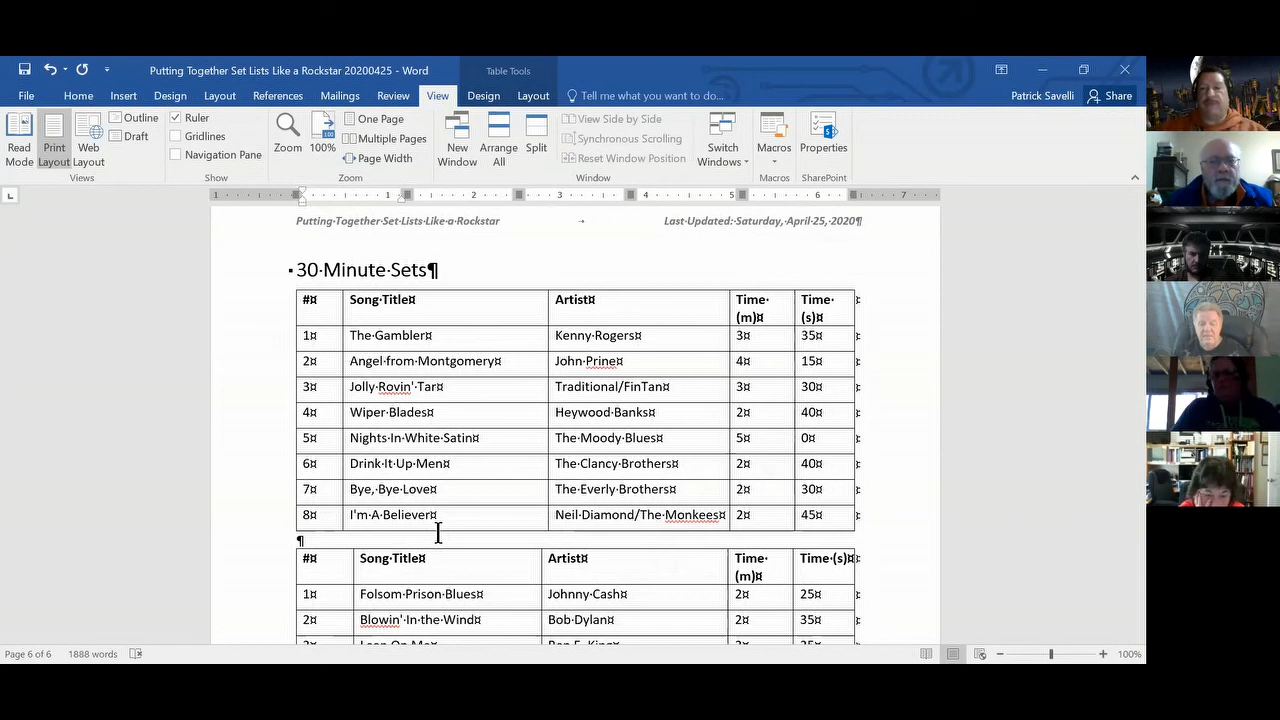 Putting Together Set Lists Like a Rockstar 20200425 - Word
Table Tools
File Home Insert Design Layout References Mailings Review View Design Layout Tell me what you want to do... Patrick Savelli Share
Read Mode
Print Layout
Web Layout
Outline
Draft
Views
Ruler
Gridlines
Navigation Pane
Show
Zoom
100%
One Page
Multiple Pages
Page Width
Zoom
New Window
Arrange All
Split
View Side by Side
Synchronous Scrolling
Reset Window Position
Window
Switch Windows
Macros
Macros
Properties
SharePoint
1 1 2 3 4 5 6 7
Putting·Together·Set·Lists·Like·a·Rockstar → Last·Updated:·Saturday,·April·25,·2020¶
30·Minute·Sets¶
#¤ Song·Title¤ Artist¤ Time·(m)¤ Time·(s)¤
1¤ The·Gambler¤ Kenny·Rogers¤ 3¤ 35¤
2¤ Angel·from·Montgomery¤ John·Prine¤ 4¤ 15¤
3¤ Jolly·Rovin'·Tar¤ Traditional/FinTan¤ 3¤ 30¤
4¤ Wiper·Blades¤ Heywood·Banks¤ 2¤ 40¤
5¤ Nights·In·White·Satin¤ The·Moody·Blues¤ 5¤ 0¤
6¤ Drink·It·Up·Men¤ The·Clancy·Brothers¤ 2¤ 40¤
7¤ Bye,·Bye·Love¤ The·Everly·Brothers¤ 2¤ 30¤
8¤ I'm·A·Believer¤ Neil·Diamond/The·Monkees¤ 2¤ 45¤
¶
#¤ Song·Title¤ Artist¤ Time·(m)¤ Time·(s)¤
1¤ Folsom·Prison·Blues¤ Johnny·Cash¤ 2¤ 25¤
2¤ Blowin'·In·the·Wind¤ Bob·Dylan¤ 2¤ 35¤
Page 6 of 6 1888 words 100%